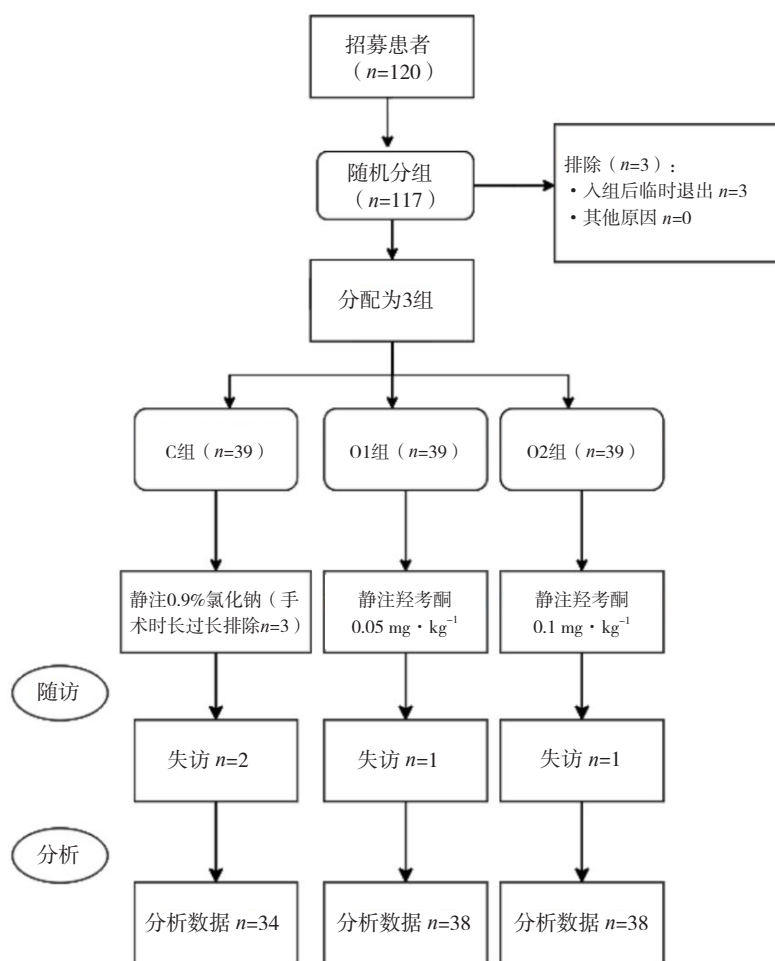 招募患者
（n=120）
随机分组
（n=117）
排除（n=3）：
・入组后临时退出 n=3
・其他原因 n=0
分配为3组
C组（n=39）
O1组（n=39）
O2组（n=39）
静注0.9%氯化钠（手
术时长过长排除n=3）
静注羟考酮
0.05 mg・kg⁻¹
静注羟考酮
0.1 mg・kg⁻¹
随访
失访 n=2
失访 n=1
失访 n=1
分析
分析数据 n=34
分析数据 n=38
分析数据 n=38